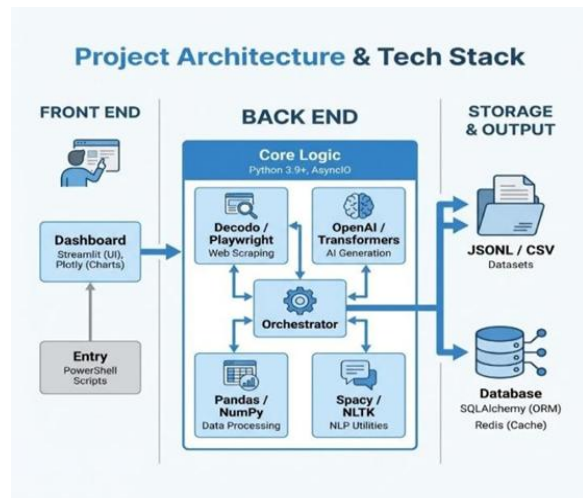 Project Architecture & Tech Stack
FRONT END
Dashboard
Streamlit (UI),
Plotly (Charts)
Entry
PowerShell
Scripts
BACK END
Core Logic
Python 3.9+, AsyncIO
Decodo /
Playwright
Web Scraping
OpenAI /
Transformers
AI Generation
Orchestrator
Pandas /
NumPy
Data Processing
Spacy /
NLTK
NLP Utilities
STORAGE
& OUTPUT
JSONL / CSV
Datasets
Database
SQLAlchemy (ORM)
Redis (Cache)